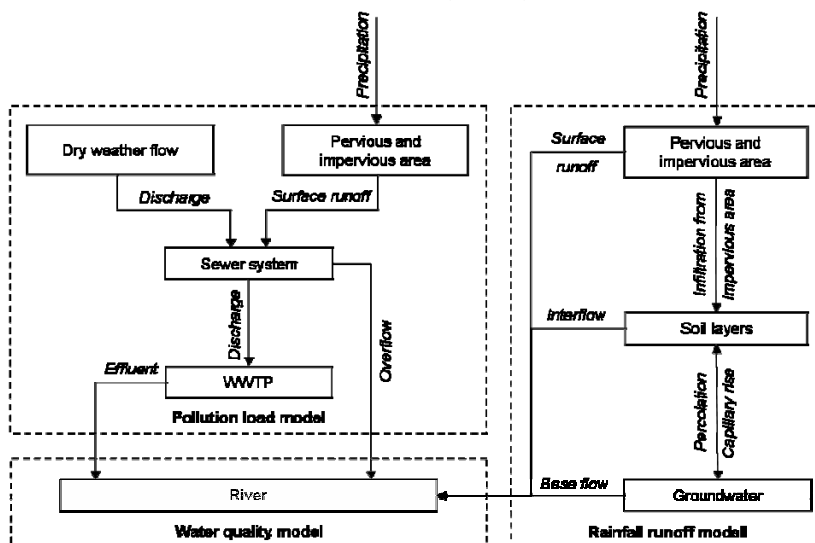 Precipitation
Precipitation
Dry weather flow
Pervious and
impervious area
Discharge
Surface runoff
Sewer system
Discharge
Overflow
Effluent
WWTP
Pollution load model
River
Water quality model
Surface
runoff
Pervious and
impervious area
Infiltration from
Impervious area
Interflow
Soil layers
Percolation
Capillary rise
Base flow
Groundwater
Rainfall runoff modell